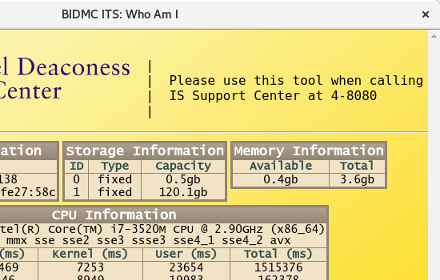 BIDMC ITS: Who Am I
el Deaconess
Center
Please use this tool when calling
IS Support Center at 4-8080
ation
138
fe27:58c
Storage Information
ID Type Capacity
0 fixed 0.5gb
1 fixed 120.1gb
Memory Information
Available Total
0.4gb 3.6gb
CPU Information
tel(R) Core(TM) i7-3520M CPU @ 2.90GHz (x86_64)
mmx sse sse2 sse3 ssse3 sse4_1 sse4_2 avx
(ms) Kernel (ms) User (ms) Total (ms)
469 7253 23654 1515376
46 8949 19983 162378